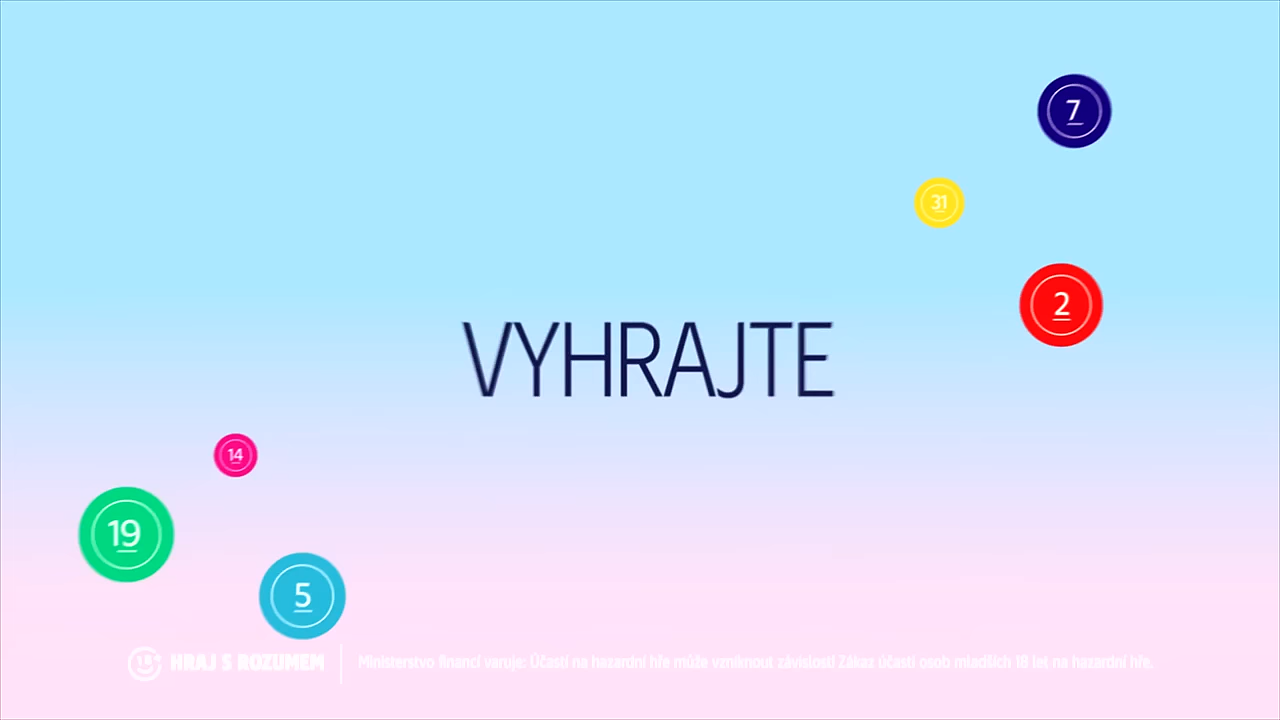 7
31
2
VYHRAJTE
14
19
5
18+ HRAJ S ROZUMEM
Ministerstvo financí varuje: Účastí na hazardní hře může vzniknout závislost! Zákaz účasti osob mladších 18 let na hazardní hře.